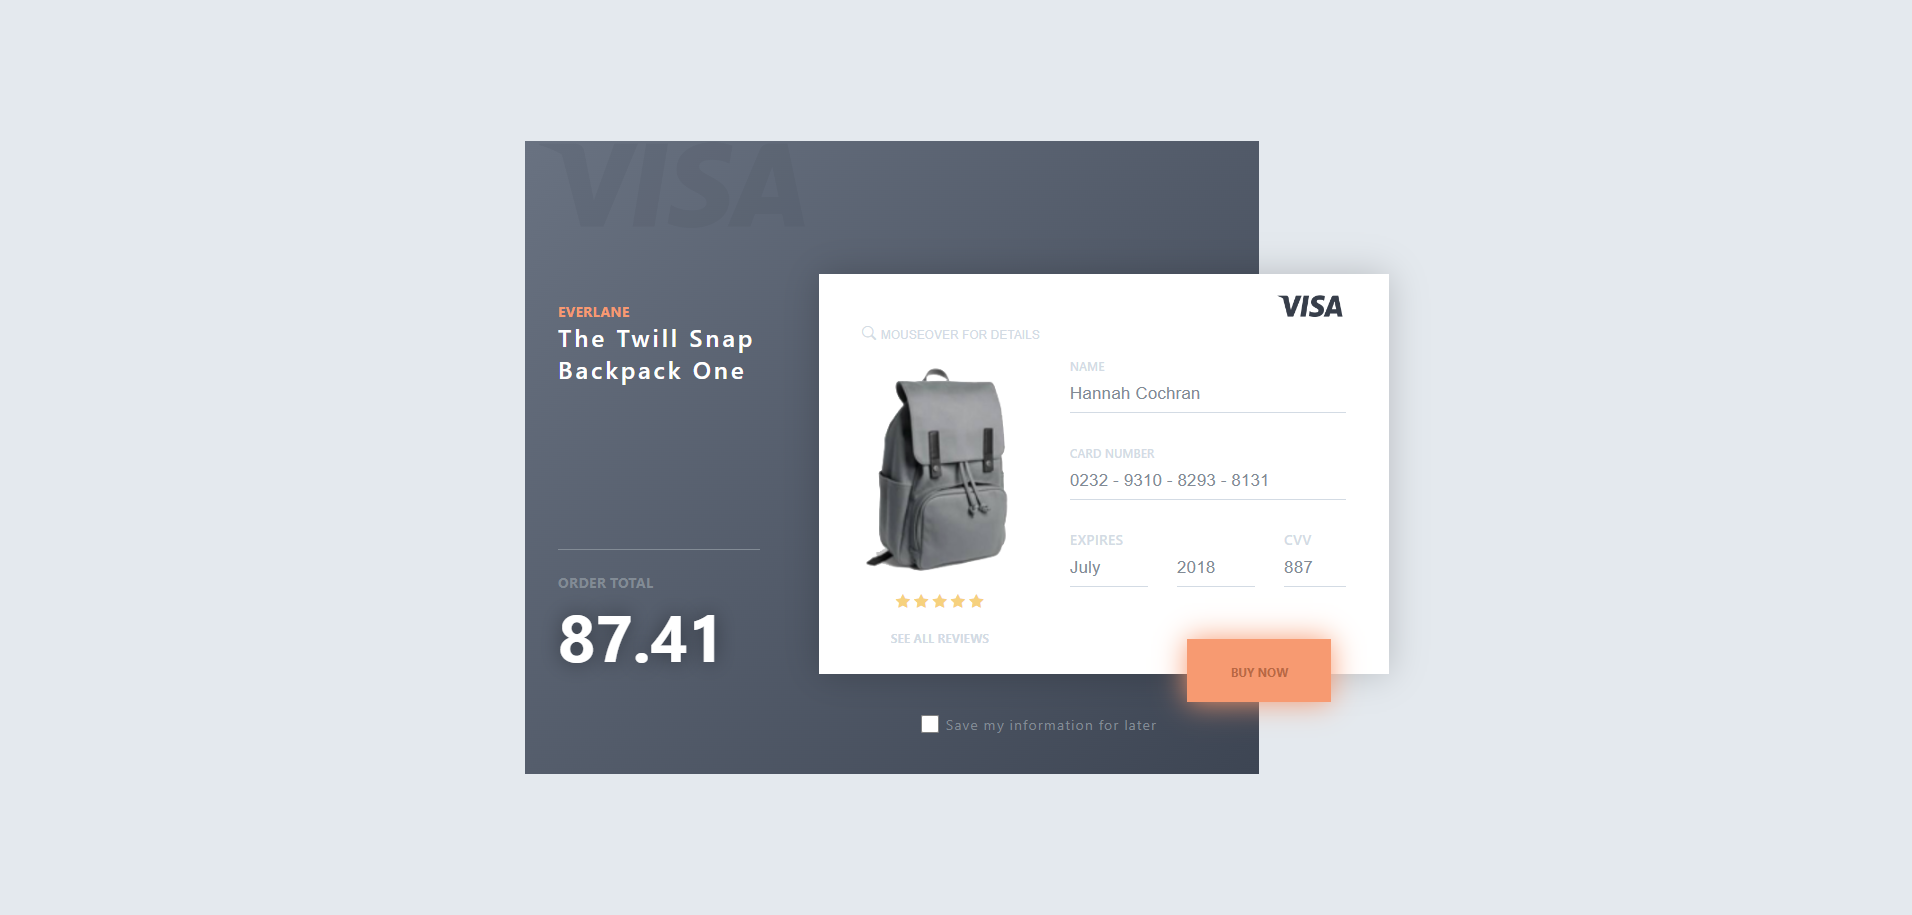 VISA
EVERLANE
The Twill Snap
Backpack One
ORDER TOTAL
87.41
VISA
MOUSEOVER FOR DETAILS
SEE ALL REVIEWS
NAME
Hannah Cochran
CARD NUMBER
0232 - 9310 - 8293 - 8131
EXPIRES CVV
July 2018 887
BUY NOW
Save my information for later